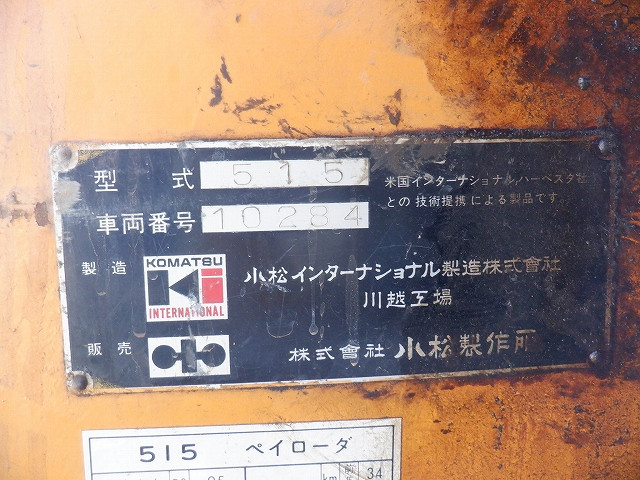 型式 515
車両番号 10284
米国インターナショナルハーベスタ社
との技術提携による製品です。
製造 KOMATSU
INTERNATIONAL
小松インターナショナル製造株式會社
川越工場
販売 株式會社 小松製作所
515 ペイローダ
km
34